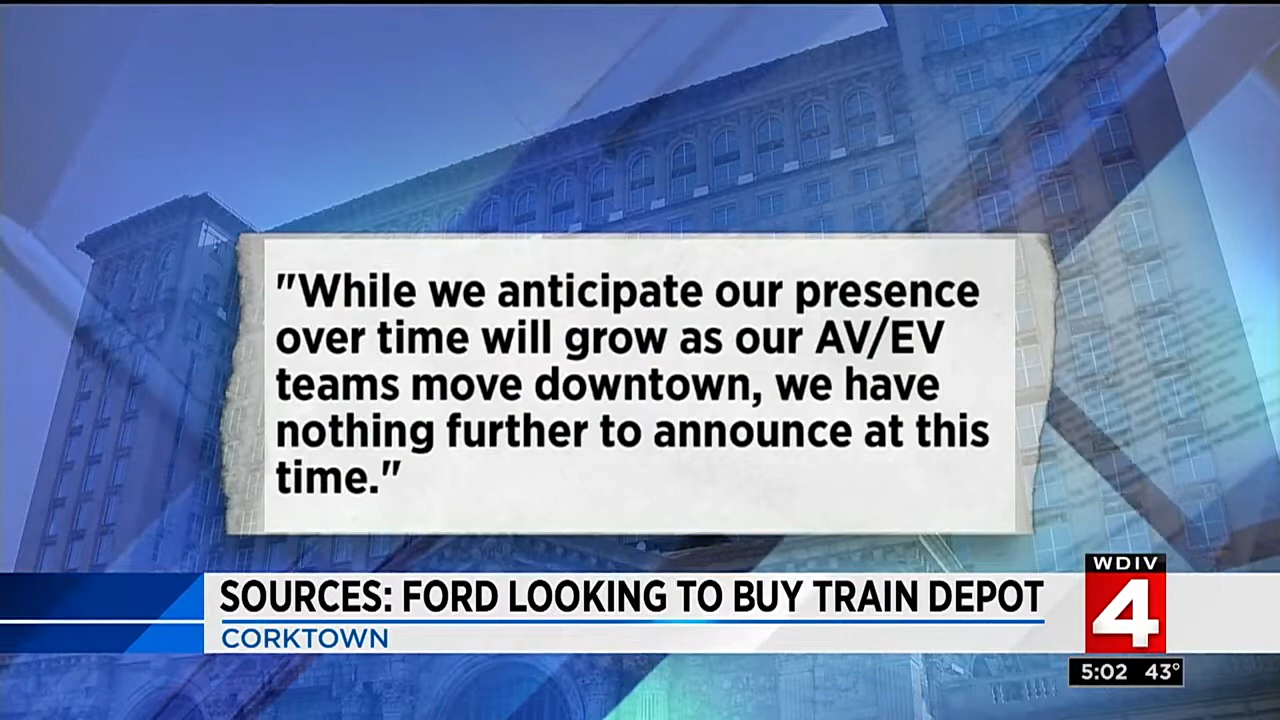 "While we anticipate our presence
over time will grow as our AV/EV
teams move downtown, we have
nothing further to announce at this
time."
SOURCES: FORD LOOKING TO BUY TRAIN DEPOT
CORKTOWN
WDIV
4
5:02 43°